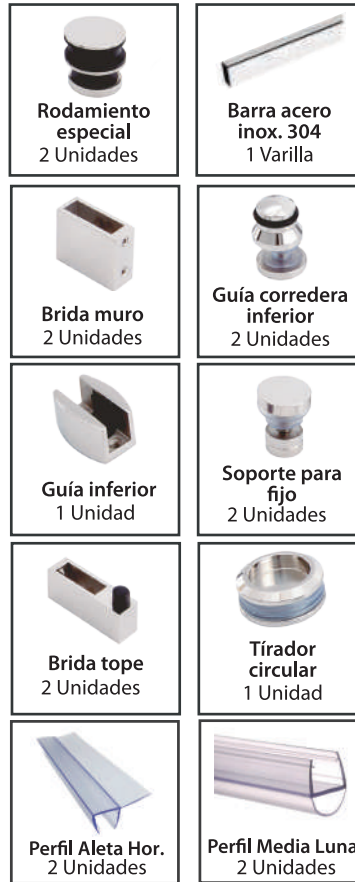 Rodamiento
especial
2 Unidades
Barra acero
inox. 304
1 Varilla
Brida muro
2 Unidades
Guía corredera
inferior
2 Unidades
Guía inferior
1 Unidad
Soporte para
fijo
2 Unidades
Brida tope
2 Unidades
Tírador
circular
1 Unidad
Perfil Aleta Hor.
2 Unidades
Perfil Media Luna
2 Unidades